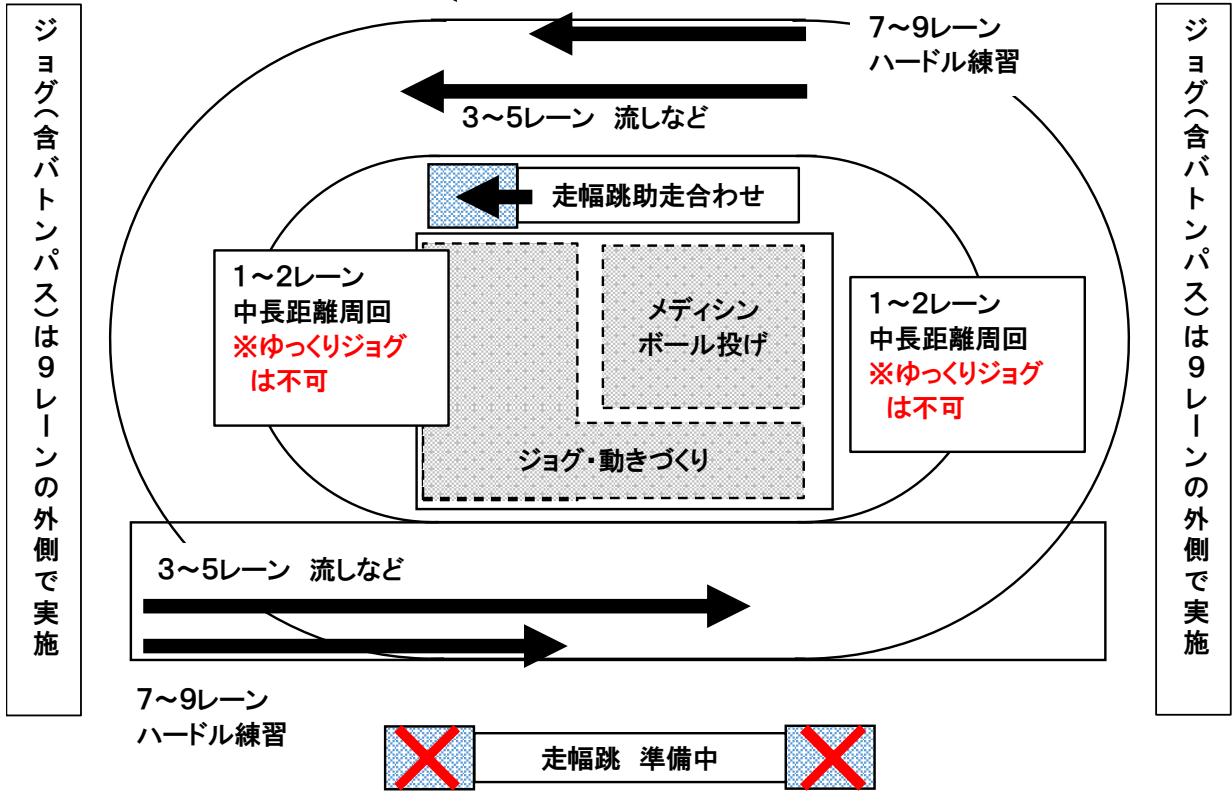 ジョグ(含バトンパス)は9レーンの外側で実施
7~9レーン
ハードル練習
3~5レーン 流しなど
走幅跳助走合わせ
1~2レーン
中長距離周回
※ゆっくりジョグ
は不可
メディシン
ボール投げ
1~2レーン
中長距離周回
※ゆっくりジョグ
は不可
ジョグ・動きづくり
3~5レーン 流しなど
7~9レーン
ハードル練習
走幅跳 準備中
ジョグ(含バトンパス)は9レーンの外側で実施